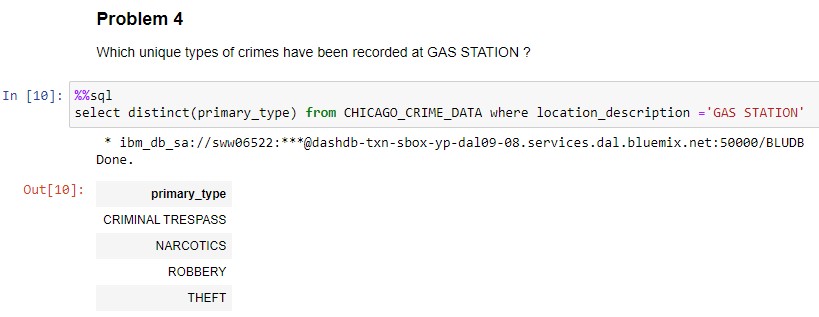 Problem 4
Which unique types of crimes have been recorded at GAS STATION ?
In [10]: %%sql
select distinct(primary_type) from CHICAGO_CRIME_DATA where location_description ='GAS STATION'
* ibm_db_sa://sww06522:***@dashdb-txn-sbox-yp-dal09-08.services.dal.bluemix.net:50000/BLUDB
Done.
Out[10]: primary_type
CRIMINAL TRESPASS
NARCOTICS
ROBBERY
THEFT